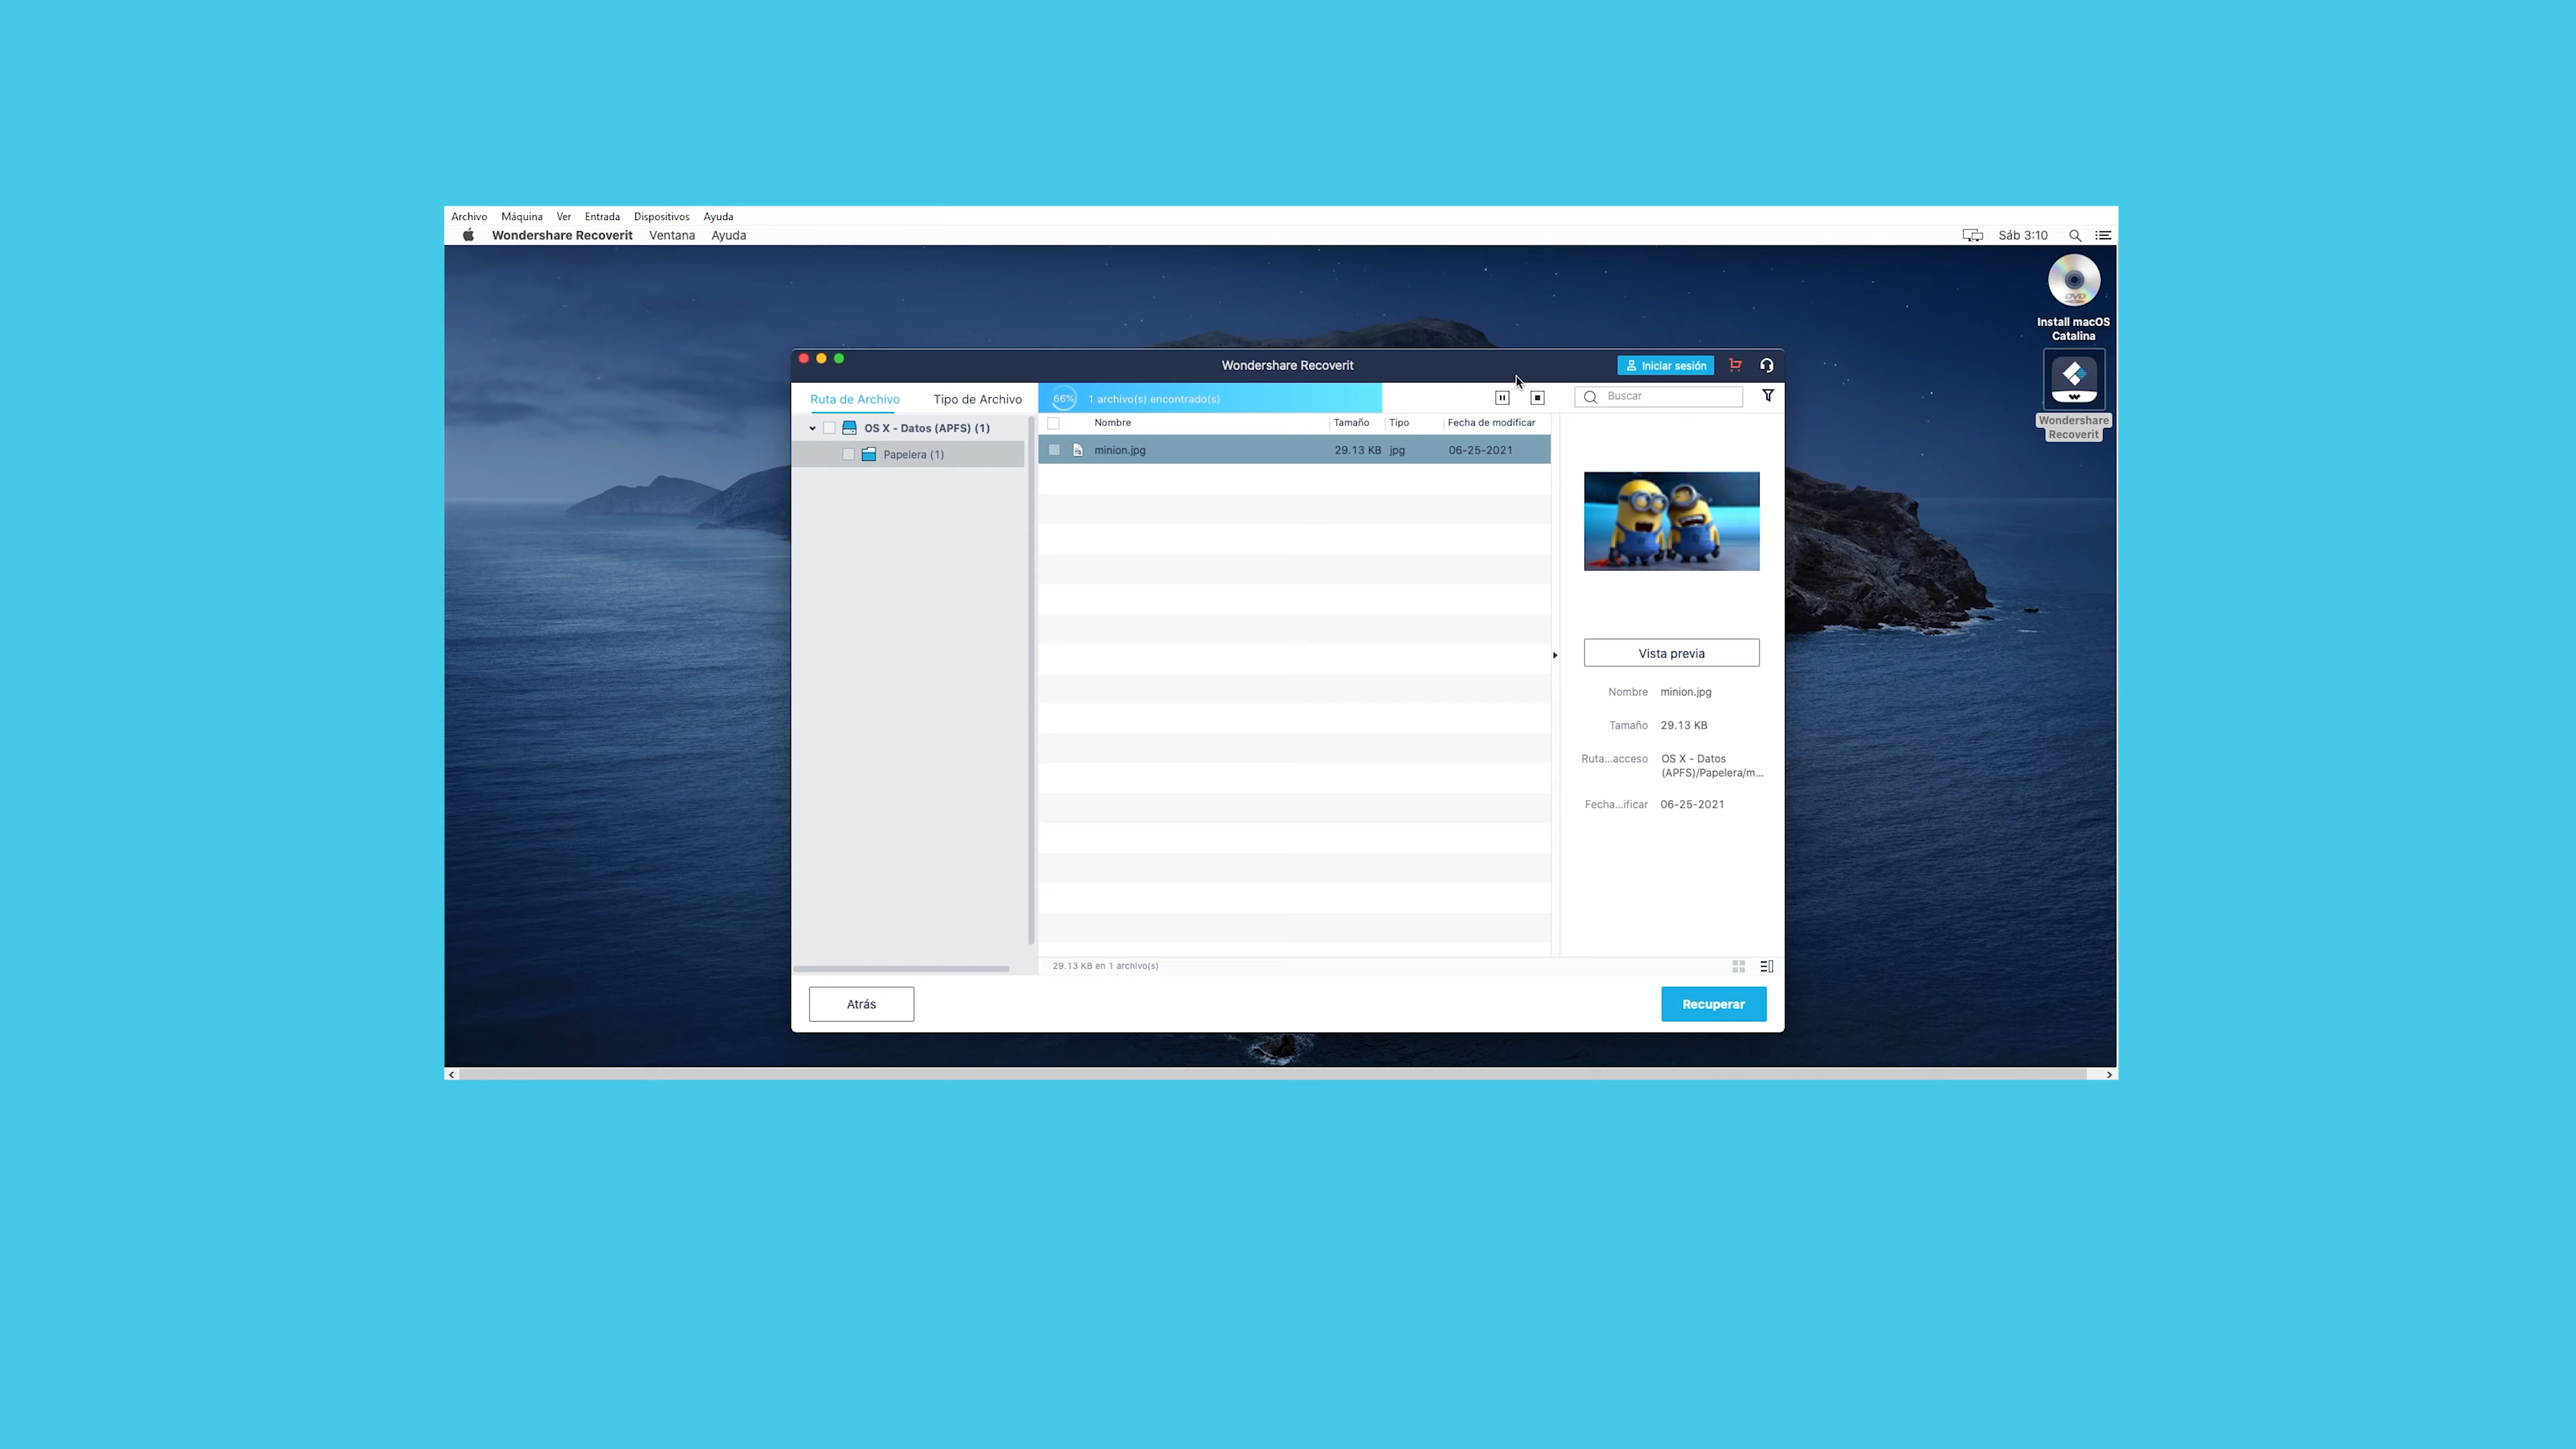 Archivo Máquina Ver Entrada Dispositivos Ayuda
Wondershare Recoverit Ventana Ayuda Sáb 3:10
Install macOS
Catalina
Wondershare
Recoverit
Wondershare Recoverit Iniciar sesión
Ruta de Archivo Tipo de Archivo 66% 1 archivo(s) encontrado(s) Buscar
Nombre Tamaño Tipo Fecha de modificar
OS X - Datos (APFS) (1)
Papelera (1)
minion.jpg 29.13 KB jpg 06-25-2021
Vista previa
Nombre minion.jpg
Tamaño 29.13 KB
Ruta...acceso OS X - Datos
(APFS)/Papelera/m...
Fecha...ificar 06-25-2021
29.13 KB en 1 archivo(s)
Atrás Recuperar